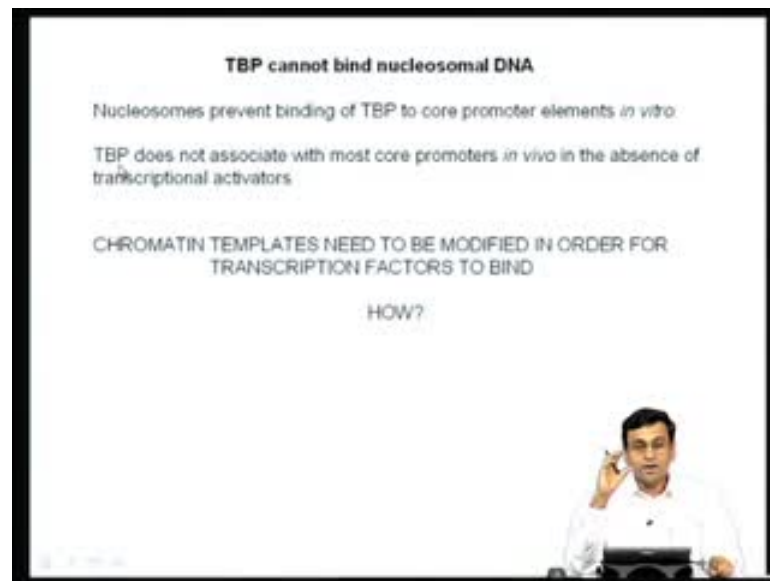 TBP cannot bind nucleosomal DNA
Nucleosomes prevent binding of TBP to core promoter elements in vitro
TBP does not associate with most core promoters in vivo in the absence of
transcriptional activators
CHROMATIN TEMPLATES NEED TO BE MODIFIED IN ORDER FOR
TRANSCRIPTION FACTORS TO BIND
HOW?